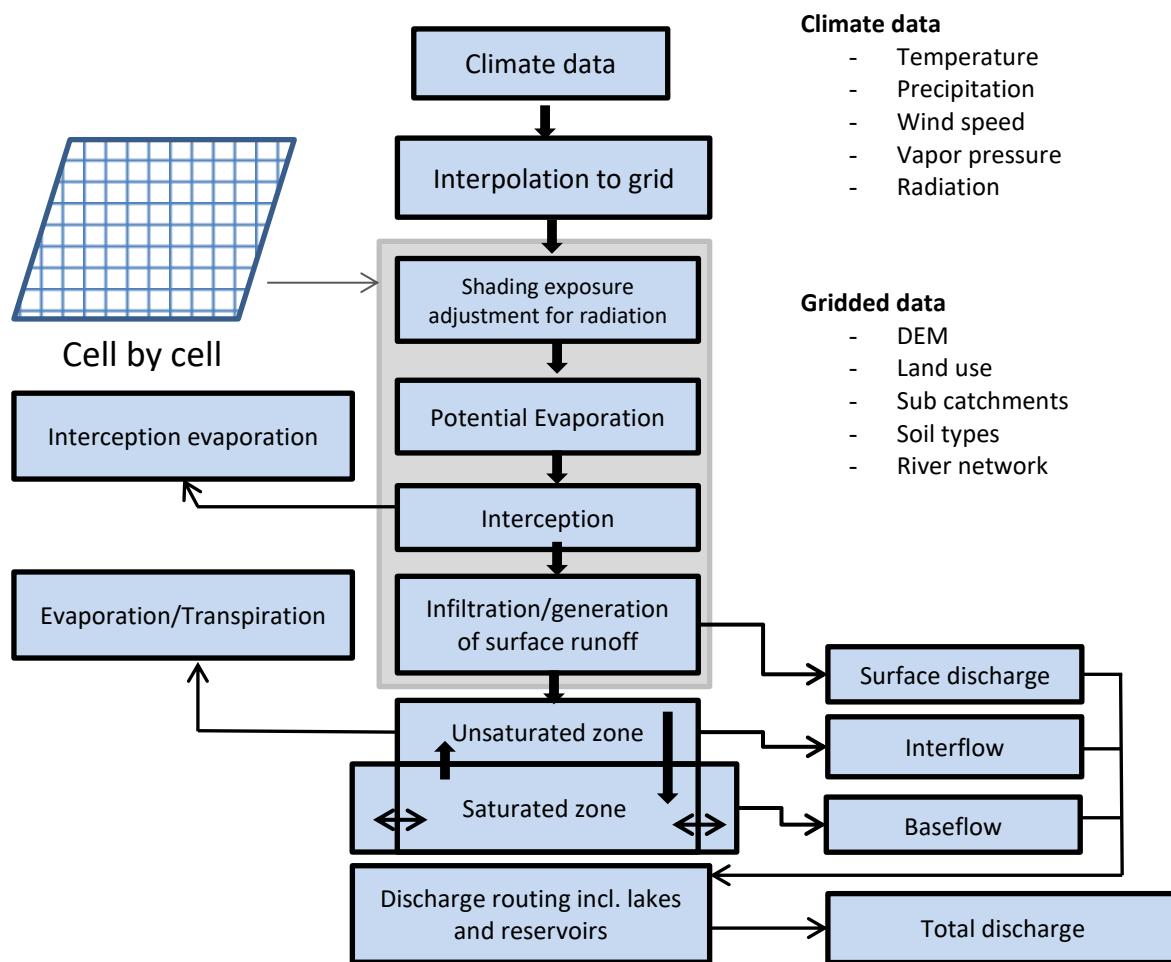 Climate data
Interpolation to grid
Shading exposure
adjustment for radiation
Cell by cell
Potential Evaporation
Interception evaporation
Interception
Evaporation/Transpiration
Infiltration/generation
of surface runoff
Surface discharge
Unsaturated zone
Interflow
Saturated zone
Baseflow
Discharge routing incl. lakes
and reservoirs
Total discharge
Climate data
- Temperature
- Precipitation
- Wind speed
- Vapor pressure
- Radiation
Gridded data
- DEM
- Land use
- Sub catchments
- Soil types
- River network